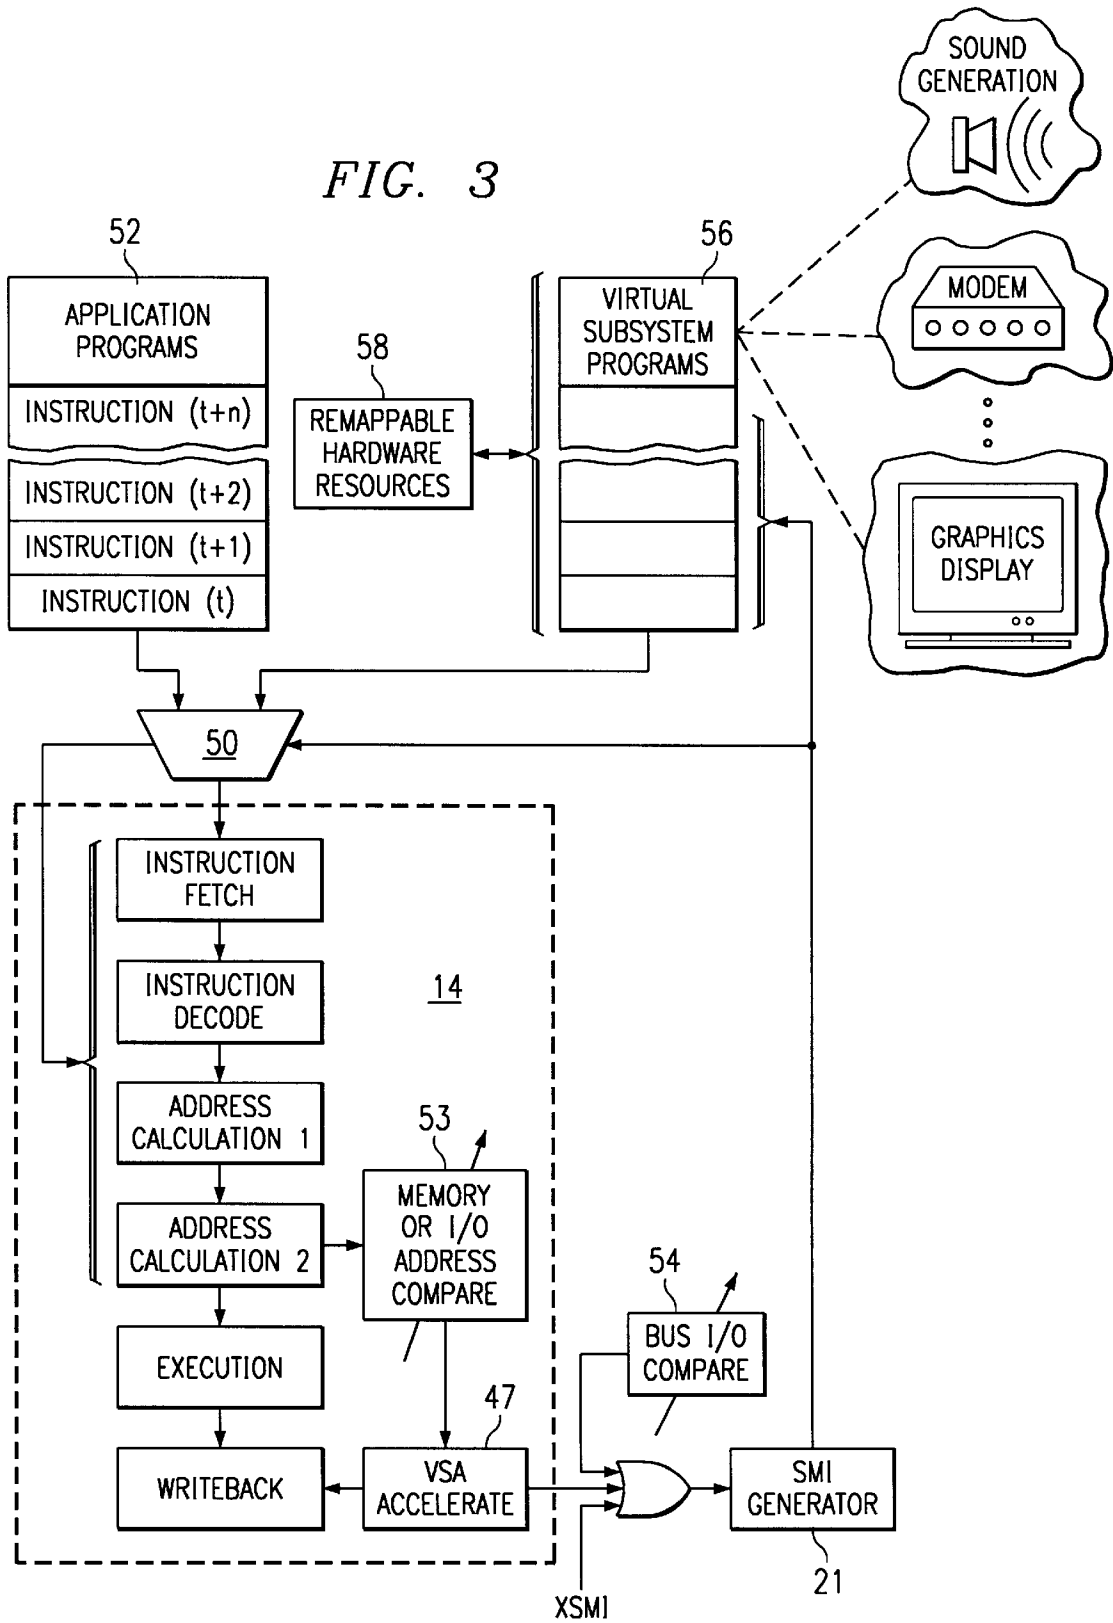 SOUND
GENERATION
FIG. 3
52
APPLICATION
PROGRAMS
INSTRUCTION (t+n)
INSTRUCTION (t+2)
INSTRUCTION (t+1)
INSTRUCTION (t)
58
REMAPPABLE
HARDWARE
RESOURCES
56
VIRTUAL
SUBSYSTEM
PROGRAMS
MODEM
GRAPHICS
DISPLAY
50
INSTRUCTION
FETCH
INSTRUCTION
DECODE
14
ADDRESS
CALCULATION 1
ADDRESS
CALCULATION 2
53
MEMORY
OR I/O
ADDRESS
COMPARE
54
BUS I/O
COMPARE
EXECUTION
47
WRITEBACK
VSA
ACCELERATE
SMI
GENERATOR
21
XSMI